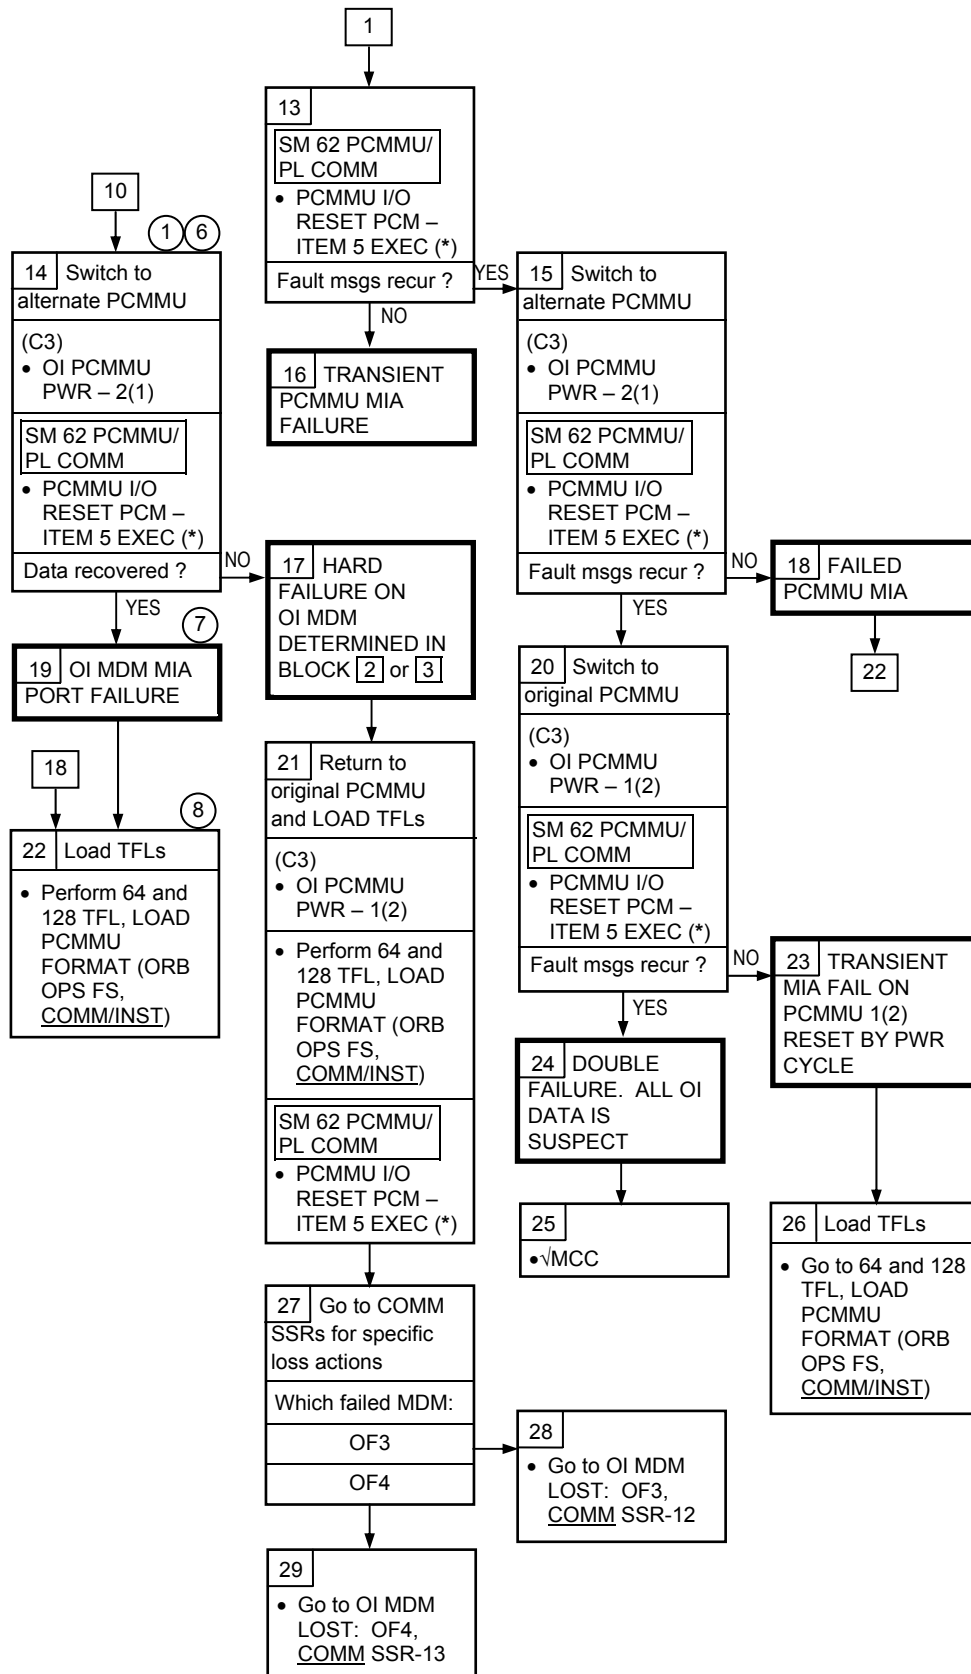 1
13
SM 62 PCMMU/
PL COMM
• PCMMU I/O
RESET PCM –
ITEM 5 EXEC (*)
Fault msgs recur ?
YES
NO
10
1 6
14 Switch to
alternate PCMMU
(C3)
• OI PCMMU
PWR – 2(1)
SM 62 PCMMU/
PL COMM
• PCMMU I/O
RESET PCM –
ITEM 5 EXEC (*)
Data recovered ?
NO
YES
15 Switch to
alternate PCMMU
(C3)
• OI PCMMU
PWR – 2(1)
SM 62 PCMMU/
PL COMM
• PCMMU I/O
RESET PCM –
ITEM 5 EXEC (*)
Fault msgs recur ?
NO
YES
16 TRANSIENT
PCMMU MIA
FAILURE
17 HARD
FAILURE ON
OI MDM
DETERMINED IN
BLOCK 2 or 3
18 FAILED
PCMMU MIA
22
7
19 OI MDM MIA
PORT FAILURE
20 Switch to
original PCMMU
(C3)
• OI PCMMU
PWR – 1(2)
SM 62 PCMMU/
PL COMM
• PCMMU I/O
RESET PCM –
ITEM 5 EXEC (*)
Fault msgs recur ?
NO
YES
21 Return to
original PCMMU
and LOAD TFLs
(C3)
• OI PCMMU
PWR – 1(2)
• Perform 64 and
128 TFL, LOAD
PCMMU
FORMAT (ORB
OPS FS,
COMM/INST)
SM 62 PCMMU/
PL COMM
• PCMMU I/O
RESET PCM –
ITEM 5 EXEC (*)
18
8
22 Load TFLs
• Perform 64 and
128 TFL, LOAD
PCMMU
FORMAT (ORB
OPS FS,
COMM/INST)
23 TRANSIENT
MIA FAIL ON
PCMMU 1(2)
RESET BY PWR
CYCLE
24 DOUBLE
FAILURE. ALL OI
DATA IS
SUSPECT
25
•√MCC
26 Load TFLs
• Go to 64 and 128
TFL, LOAD
PCMMU
FORMAT (ORB
OPS FS,
COMM/INST)
27 Go to COMM
SSRs for specific
loss actions
Which failed MDM:
OF3
OF4
28
• Go to OI MDM
LOST: OF3,
COMM SSR-12
29
• Go to OI MDM
LOST: OF4,
COMM SSR-13